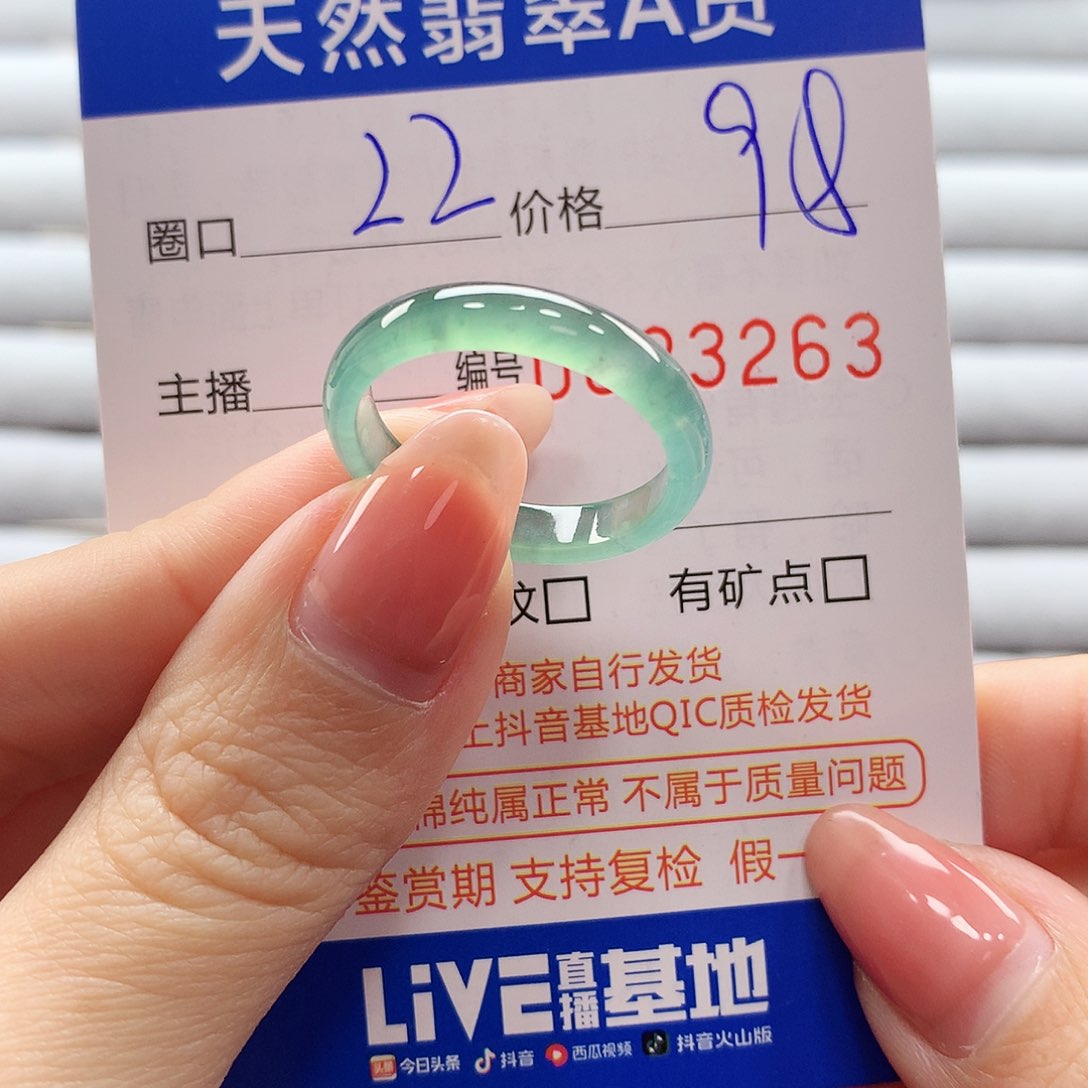 天然翡翠A货
圈口 22 价格 98
主播 编号 3263
纹□ 有矿点□
商家自行发货
上抖音基地QIC质检发货
棉纯属正常 不属于质量问题
鉴赏期 支持复检 假一
LiVE直播基地
头条 今日头条 抖音 西瓜视频 抖音火山版